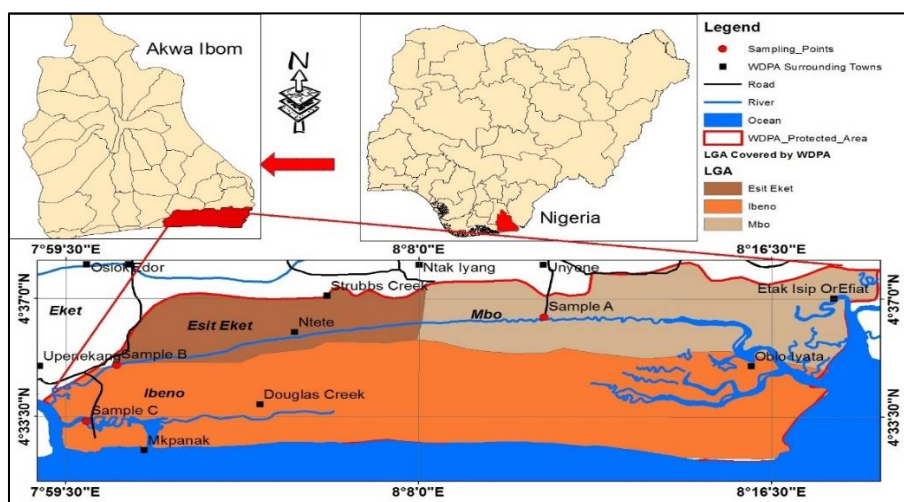 Akwa Ibom
N
Nigeria
Legend
Sampling_Points
WDPA Surrounding Towns
Road
River
Ocean
WDPA_Protected_Area
LGA Covered by WDPA
LGA
Esit Eket
Ibeno
Mbo
7°59'30"E
8°8'0"E
8°16'30"E
4°37'0"N
4°37'0"N
Osiok Edor
Ntak Iyang
Unyene
Strubbs Creek
Etak Isip OrEfiat
Eket
Esit Eket
Mbo
Sample A
Ntete
Upenekang
Sample B
Obio Iyata
Ibeno
Douglas Creek
4°33'30"N
4°33'30"N
Sample C
Mkpanak
7°59'30"E
8°8'0"E
8°16'30"E